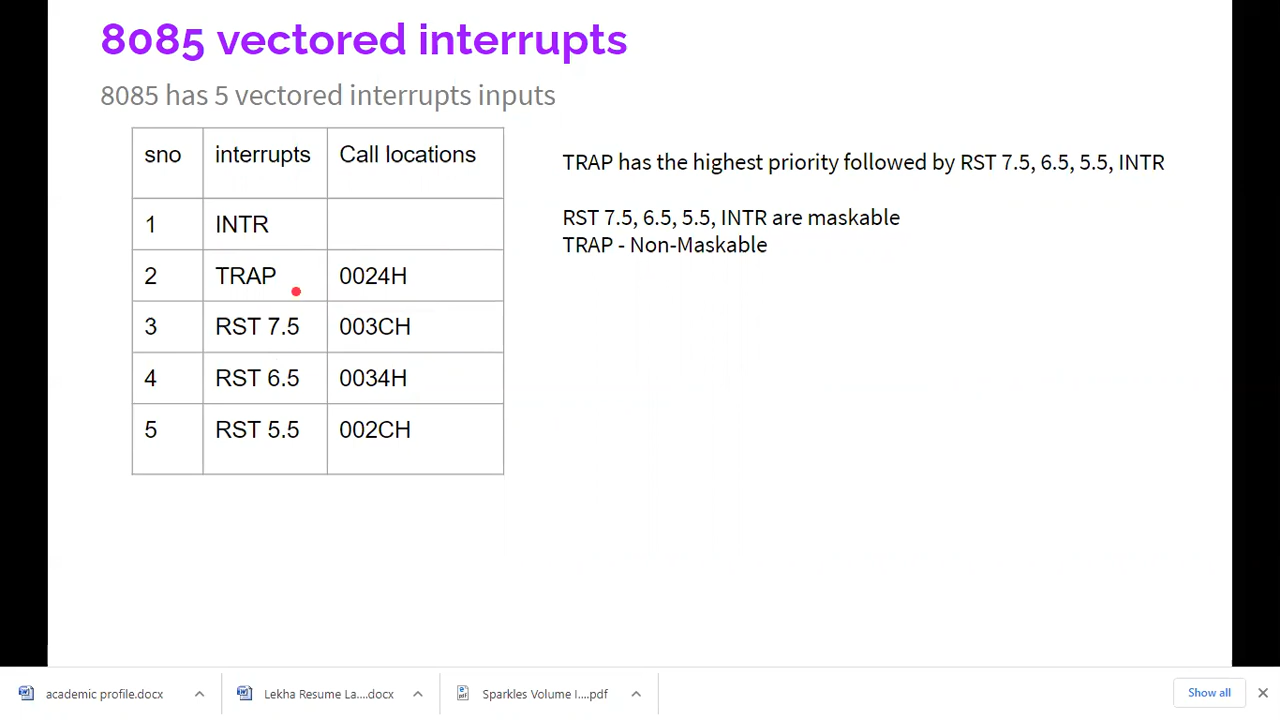 8085 vectored interrupts
8085 has 5 vectored interrupts inputs
sno interrupts Call locations
1 INTR
2 TRAP 0024H
3 RST 7.5 003CH
4 RST 6.5 0034H
5 RST 5.5 002CH
TRAP has the highest priority followed by RST 7.5, 6.5, 5.5, INTR
RST 7.5, 6.5, 5.5, INTR are maskable
TRAP - Non-Maskable
academic profile.docx
Lekha Resume La....docx
Sparkles Volume I....pdf
Show all